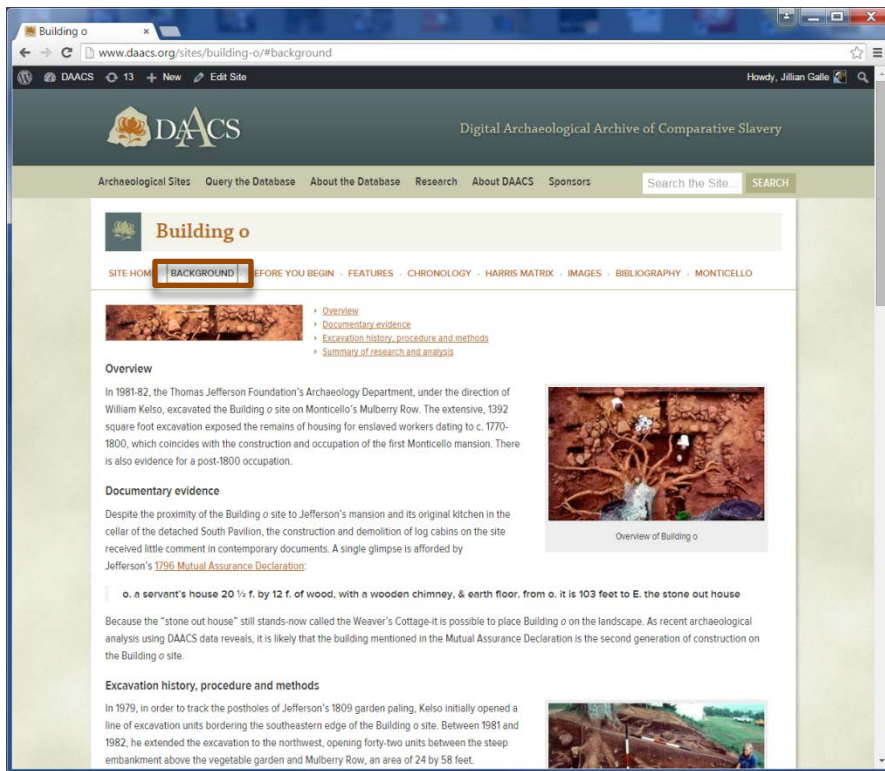 Building o
www.daacs.org/sites/building-o/#background
DAACS 13 + New Edit Site Howdy, Jillian Galle
DAACS Digital Archaeological Archive of Comparative Slavery
Archaeological Sites Query the Database About the Database Research About DAACS Sponsors Search the Site... SEARCH
Building o
SITE HOM BACKGROUND EFORE YOU BEGIN - FEATURES - CHRONOLOGY - HARRIS MATRIX - IMAGES - BIBLIOGRAPHY - MONTICELLO
Overview
Documentary evidence
Excavation history, procedure and methods
Summary of research and analysis
Overview
In 1981-82, the Thomas Jefferson Foundation's Archaeology Department, under the direction of
William Kelso, excavated the Building o site on Monticello's Mulberry Row. The extensive, 1392
square foot excavation exposed the remains of housing for enslaved workers dating to c. 1770-
1800, which coincides with the construction and occupation of the first Monticello mansion. There
is also evidence for a post-1800 occupation.
Documentary evidence
Despite the proximity of the Building o site to Jefferson's mansion and its original kitchen in the
cellar of the detached South Pavilion, the construction and demolition of log cabins on the site
received little comment in contemporary documents. A single glimpse is afforded by
Jefferson's 1796 Mutual Assurance Declaration:
Overview of Building o
o. a servant's house 20 ½ f. by 12 f. of wood, with a wooden chimney, & earth floor. from o. it is 103 feet to E. the stone out house
Because the "stone out house" still stands-now called the Weaver's Cottage-it is possible to place Building o on the landscape. As recent archaeological
analysis using DAACS data reveals, it is likely that the building mentioned in the Mutual Assurance Declaration is the second generation of construction on
the Building o site.
Excavation history, procedure and methods
In 1979, in order to track the postholes of Jefferson's 1809 garden paling, Kelso initially opened a
line of excavation units bordering the southeastern edge of the Building o site. Between 1981 and
1982, he extended the excavation to the northwest, opening forty-two units between the steep
embankment above the vegetable garden and Mulberry Row, an area of 24 by 58 feet.